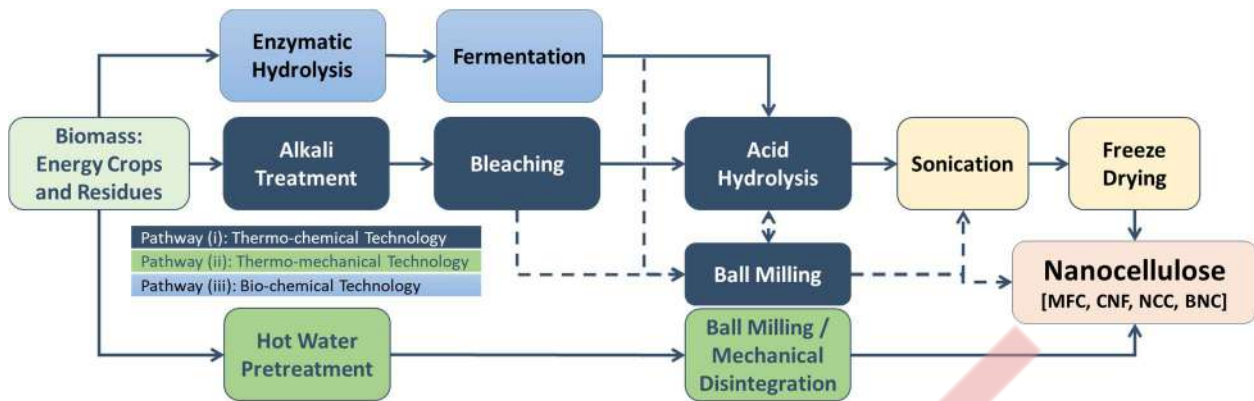 Enzymatic
Hydrolysis
Fermentation
Biomass:
Energy Crops
and Residues
Alkali
Treatment
Bleaching
Acid
Hydrolysis
Sonication
Freeze
Drying
Pathway (i): Thermo-chemical Technology
Pathway (ii): Thermo-mechanical Technology
Pathway (iii): Bio-chemical Technology
Ball Milling
Nanocellulose
[MFC, CNF, NCC, BNC]
Hot Water
Pretreatment
Ball Milling /
Mechanical
Disintegration